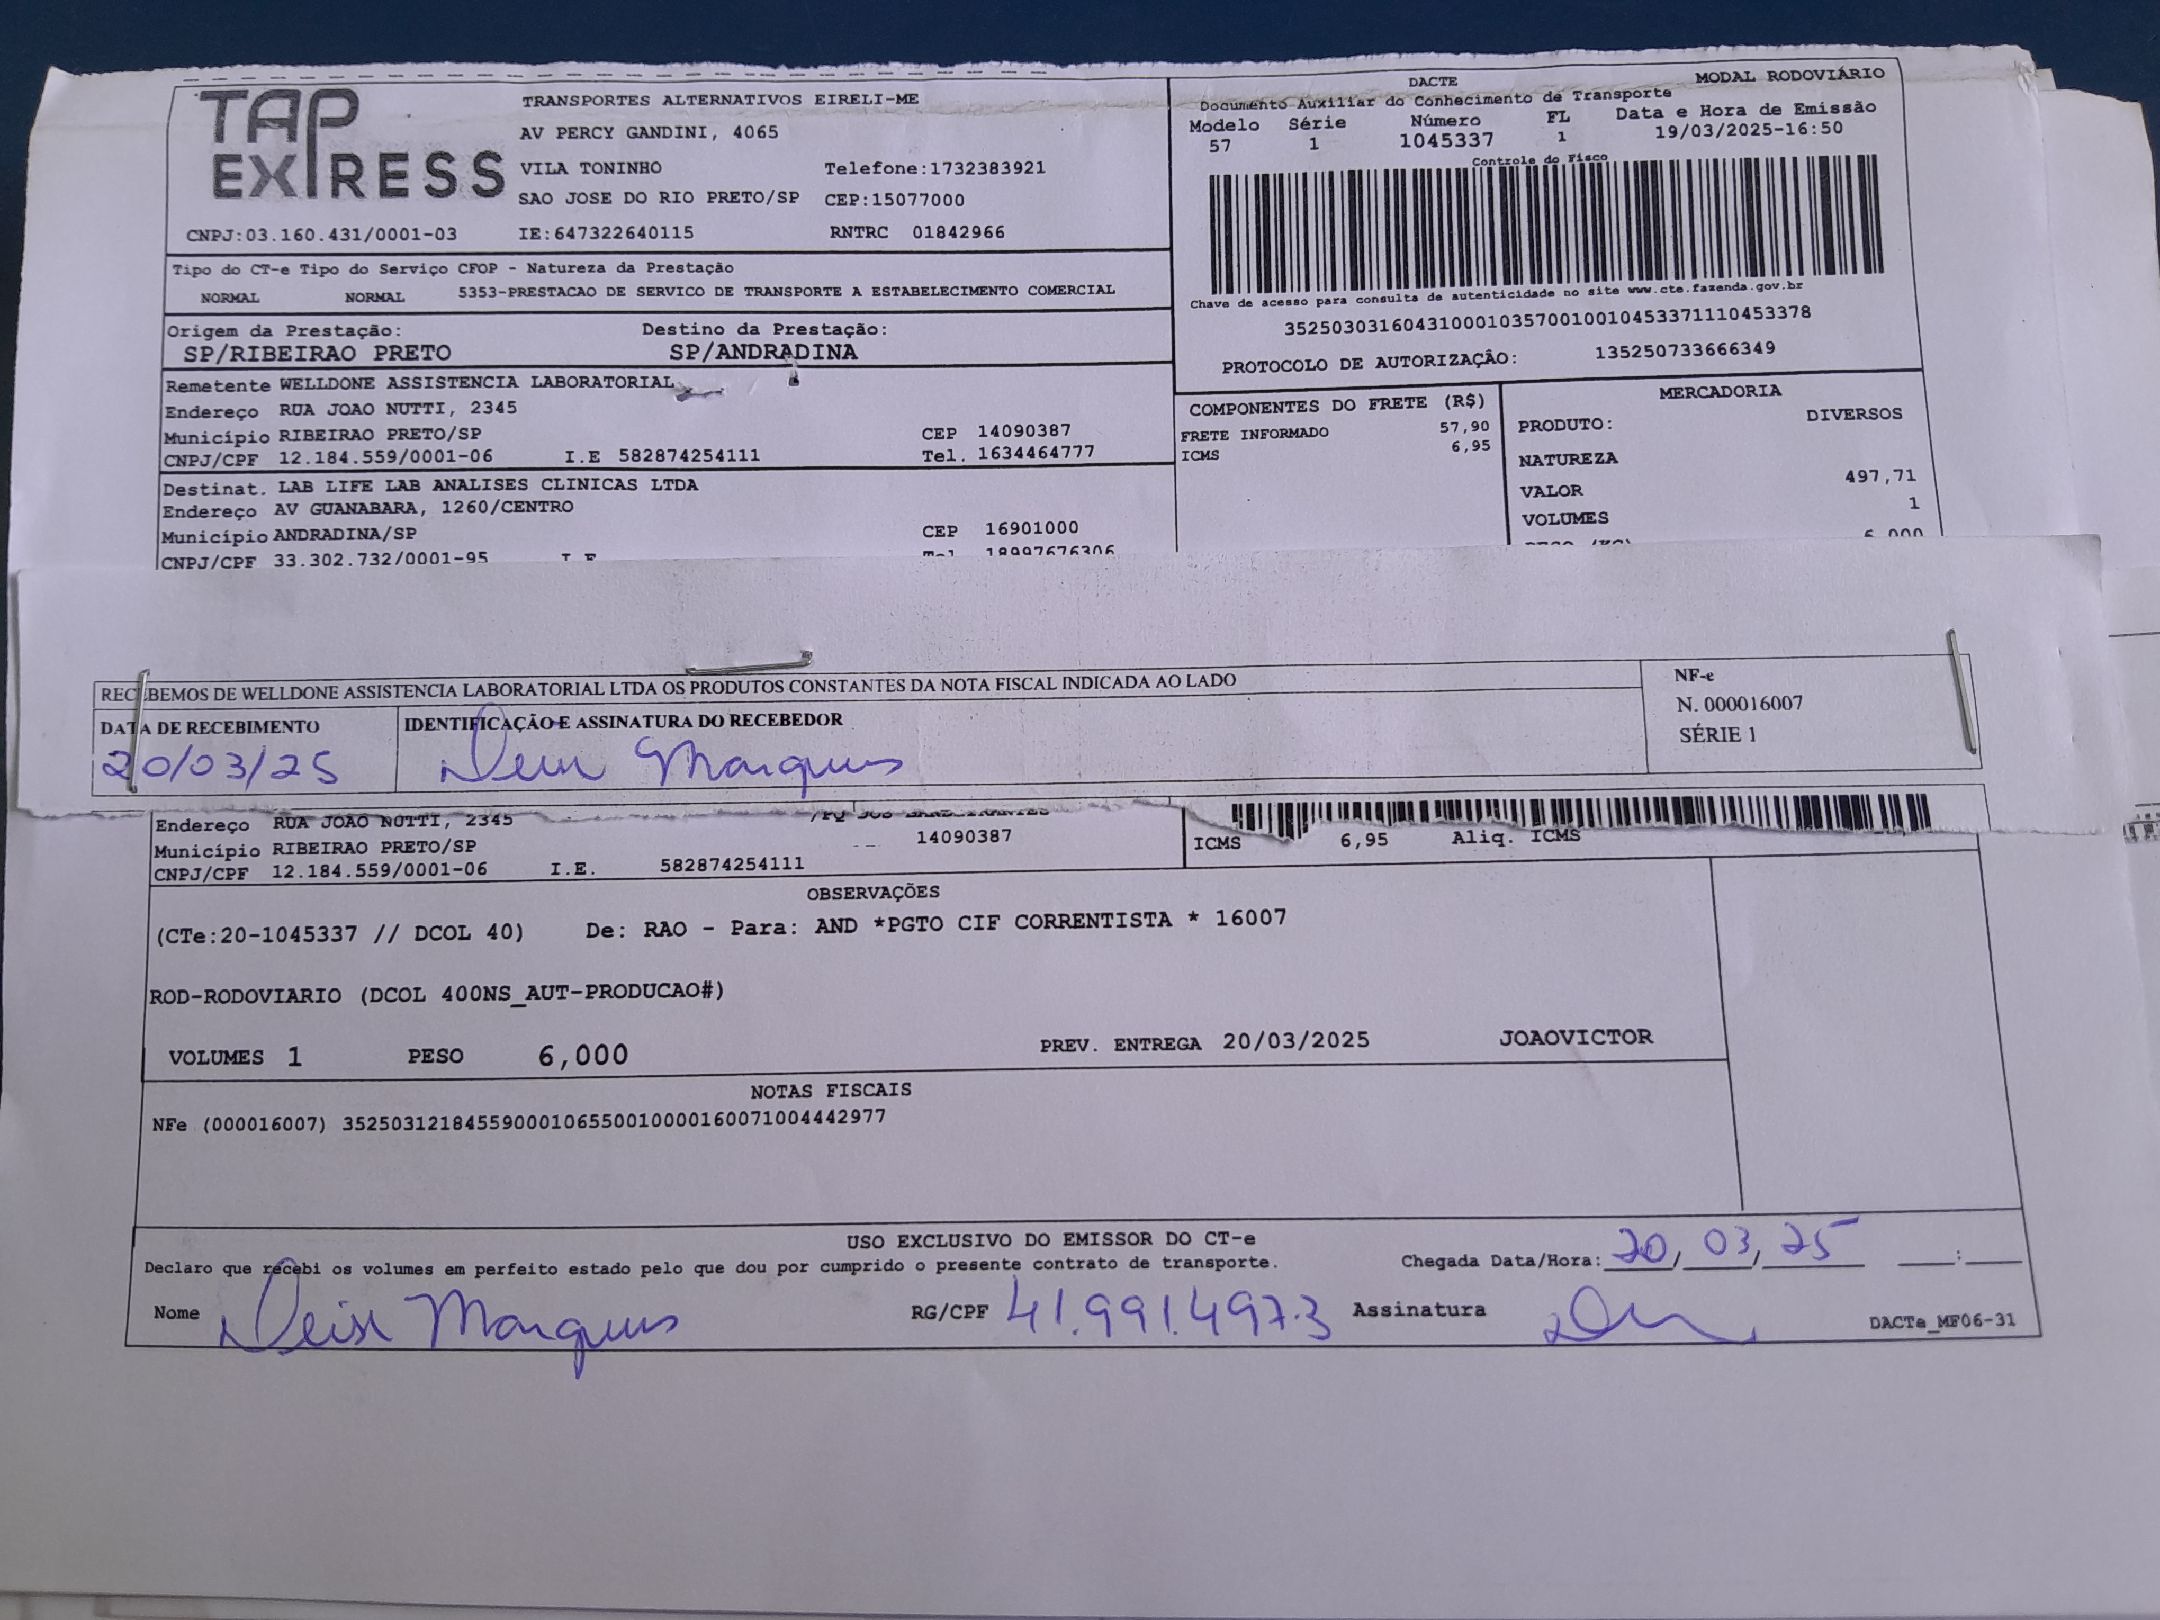 TAP EXPRESS
TRANSPORTES ALTERNATIVOS EIRELI-ME
AV PERCY GANDINI, 4065
VILA TONINHO Telefone:1732383921
SAO JOSE DO RIO PRETO/SP CEP:15077000
CNPJ:03.160.431/0001-03 IE:647322640115 RNTRC 01842966
DACTE MODAL RODOVIÁRIO
Documento Auxiliar do Conhecimento de Transporte
Modelo Série Número FL Data e Hora de Emissão
57 1 1045337 1 19/03/2025-16:50
Controle do Fisco
Chave de acesso para consulta de autenticidade no site www.cte.fazenda.gov.br
35250303160431000103570010010453371110453378
PROTOCOLO DE AUTORIZAÇÃO: 135250733666349
Tipo do CT-e Tipo do Serviço CFOP - Natureza da Prestação
NORMAL NORMAL 5353-PRESTACAO DE SERVICO DE TRANSPORTE A ESTABELECIMENTO COMERCIAL
Origem da Prestação: Destino da Prestação:
SP/RIBEIRAO PRETO SP/ANDRADINA
Remetente WELLDONE ASSISTENCIA LABORATORIAL
Endereço RUA JOAO NUTTI, 2345
Município RIBEIRAO PRETO/SP CEP 14090387
CNPJ/CPF 12.184.559/0001-06 I.E 582874254111 Tel. 1634464777
Destinat. LAB LIFE LAB ANALISES CLINICAS LTDA
Endereço AV GUANABARA, 1260/CENTRO
Município ANDRADINA/SP CEP 16901000
CNPJ/CPF 33.302.732/0001-95 Tel 18997676306
COMPONENTES DO FRETE (R$)
FRETE INFORMADO 57,90
ICMS 6,95
MERCADORIA
PRODUTO: DIVERSOS
NATUREZA
VALOR 497,71
VOLUMES 1
6,000
RECEBEMOS DE WELLDONE ASSISTENCIA LABORATORIAL LTDA OS PRODUTOS CONSTANTES DA NOTA FISCAL INDICADA AO LADO
DATA DE RECEBIMENTO IDENTIFICAÇÃO E ASSINATURA DO RECEBEDOR
20/03/25 Deise Marques
NF-e
N. 000016007
SÉRIE 1
Endereço RUA JOAO NUTTI, 2345
Município RIBEIRAO PRETO/SP 14090387
CNPJ/CPF 12.184.559/0001-06 I.E. 582874254111
ICMS 6,95 Aliq. ICMS
OBSERVAÇÕES
(CTe:20-1045337 // DCOL 40) De: RAO - Para: AND *PGTO CIF CORRENTISTA * 16007
ROD-RODOVIARIO (DCOL 400NS_AUT-PRODUCAO#)
VOLUMES 1 PESO 6,000 PREV. ENTREGA 20/03/2025 JOAOVICTOR
NOTAS FISCAIS
NFe (000016007) 35250312184559000106550010000160071004442977
USO EXCLUSIVO DO EMISSOR DO CT-e
Declaro que recebi os volumes em perfeito estado pelo que dou por cumprido o presente contrato de transporte. Chegada Data/Hora: 20/03/25 :
Nome Deise Marques RG/CPF 41.991.497.3 Assinatura DACTe_MF06-31